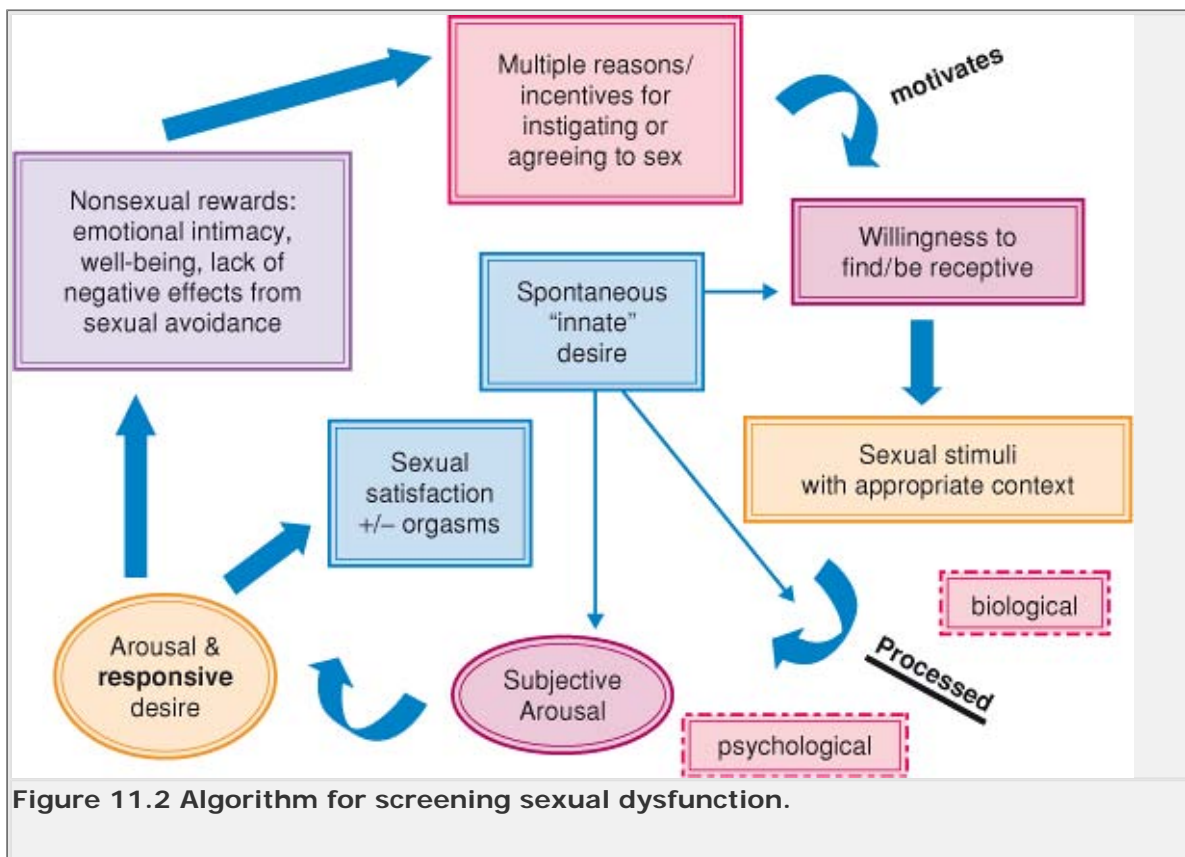 Multiple reasons/
incentives for
instigating or
agreeing to sex
motivates
Nonsexual rewards:
emotional intimacy,
well-being, lack of
negative effects from
sexual avoidance
Willingness to
find/be receptive
Spontaneous
“innate”
desire
Sexual
satisfaction
+/– orgasms
Sexual stimuli
with appropriate context
biological
Processed
Arousal &
responsive
desire
Subjective
Arousal
psychological
Figure 11.2 Algorithm for screening sexual dysfunction.